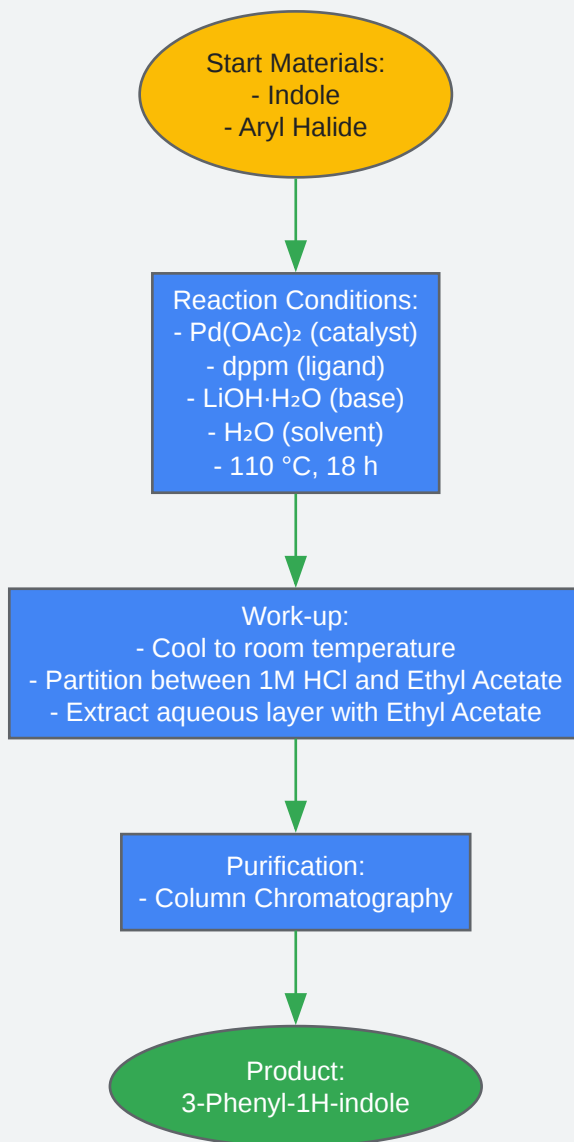 Start Materials:
- Indole
- Aryl Halide
Reaction Conditions:
- Pd(OAc)₂ (catalyst)
- dppm (ligand)
- LiOH·H₂O (base)
- H₂O (solvent)
- 110 °C, 18 h
Work-up:
- Cool to room temperature
- Partition between 1M HCl and Ethyl Acetate
- Extract aqueous layer with Ethyl Acetate
Purification:
- Column Chromatography
Product:
3-Phenyl-1H-indole